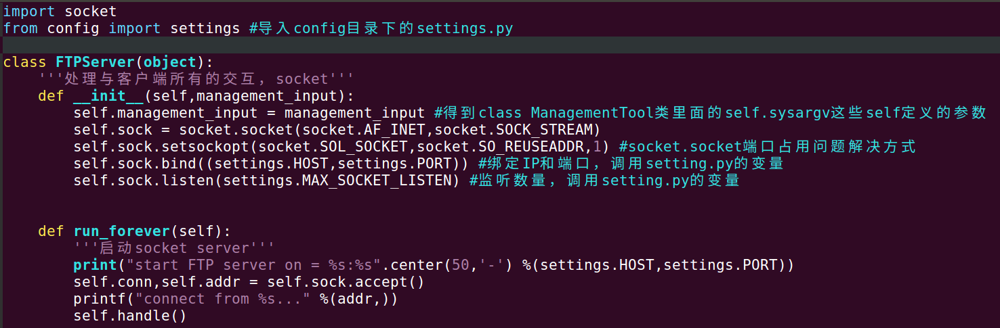 import socket
from config import settings #导入config目录下的settings.py
class FTPServer(object):
    '''处理与客户端所有的交互，socket'''
    def __init__(self,management_input):
        self.management_input = management_input #得到class ManagementTool类里面的self.sysargv这些self定义的参数
        self.sock = socket.socket(socket.AF_INET,socket.SOCK_STREAM)
        self.sock.setsockopt(socket.SOL_SOCKET,socket.SO_REUSEADDR,1) #socket.socket端口占用问题解决方式
        self.sock.bind((settings.HOST,settings.PORT)) #绑定IP和端口，调用setting.py的变量
        self.sock.listen(settings.MAX_SOCKET_LISTEN) #监听数量，调用setting.py的变量
    def run_forever(self):
        '''启动socket server'''
        print("start FTP server on = %s:%s".center(50,'-') %(settings.HOST,settings.PORT))
        self.conn,self.addr = self.sock.accept()
        printf("connect from %s..." %(addr,))
        self.handle()